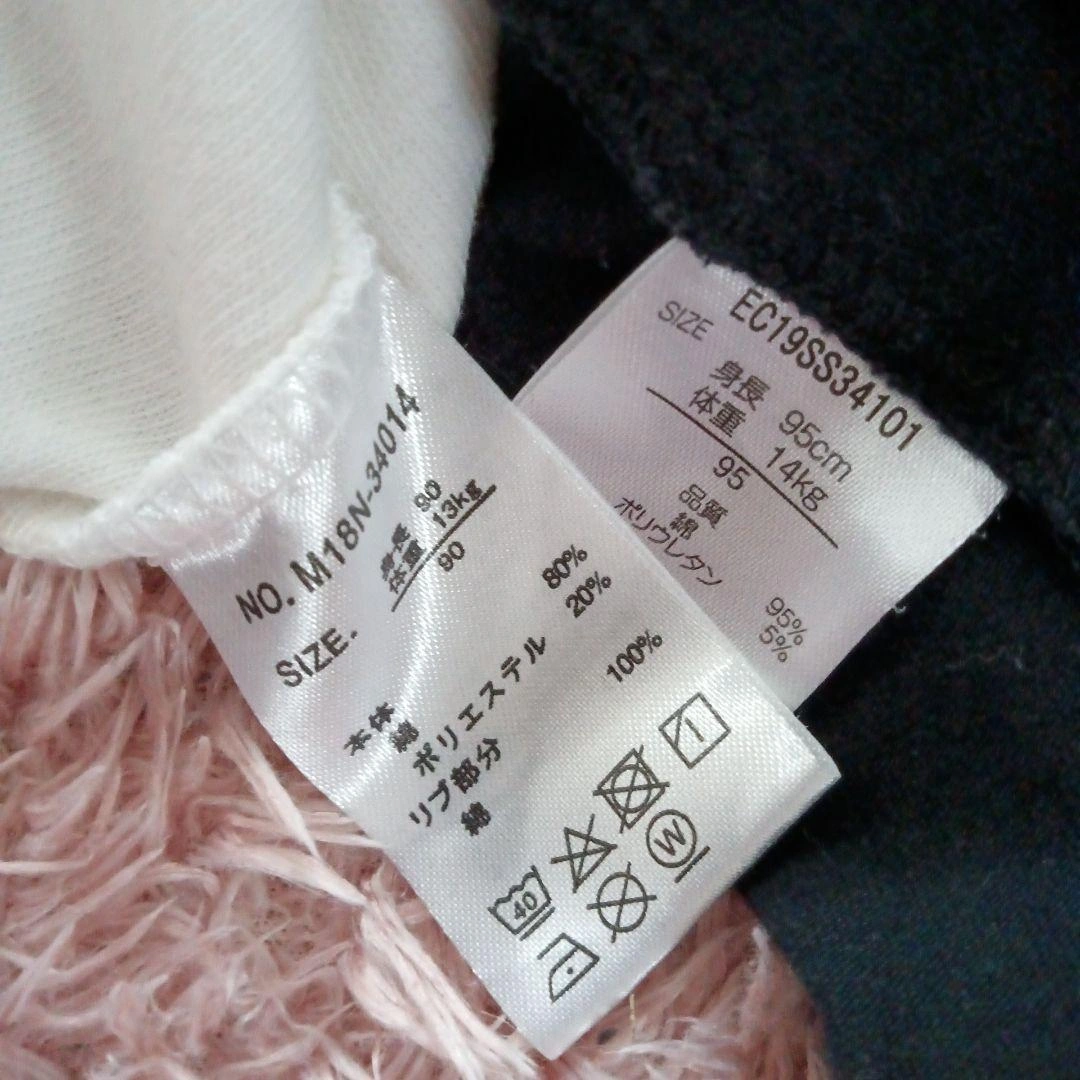 NO. M18N-34014
SIZE.
身長 90
体重 13kg
90
本体
綿 80%
ポリエステル 20%
リブ部分
綿 100%
40
W
EC19SS34101
SIZE
身長 95cm
体重 14kg
95
品質
綿 95%
ポリウレタン 5%